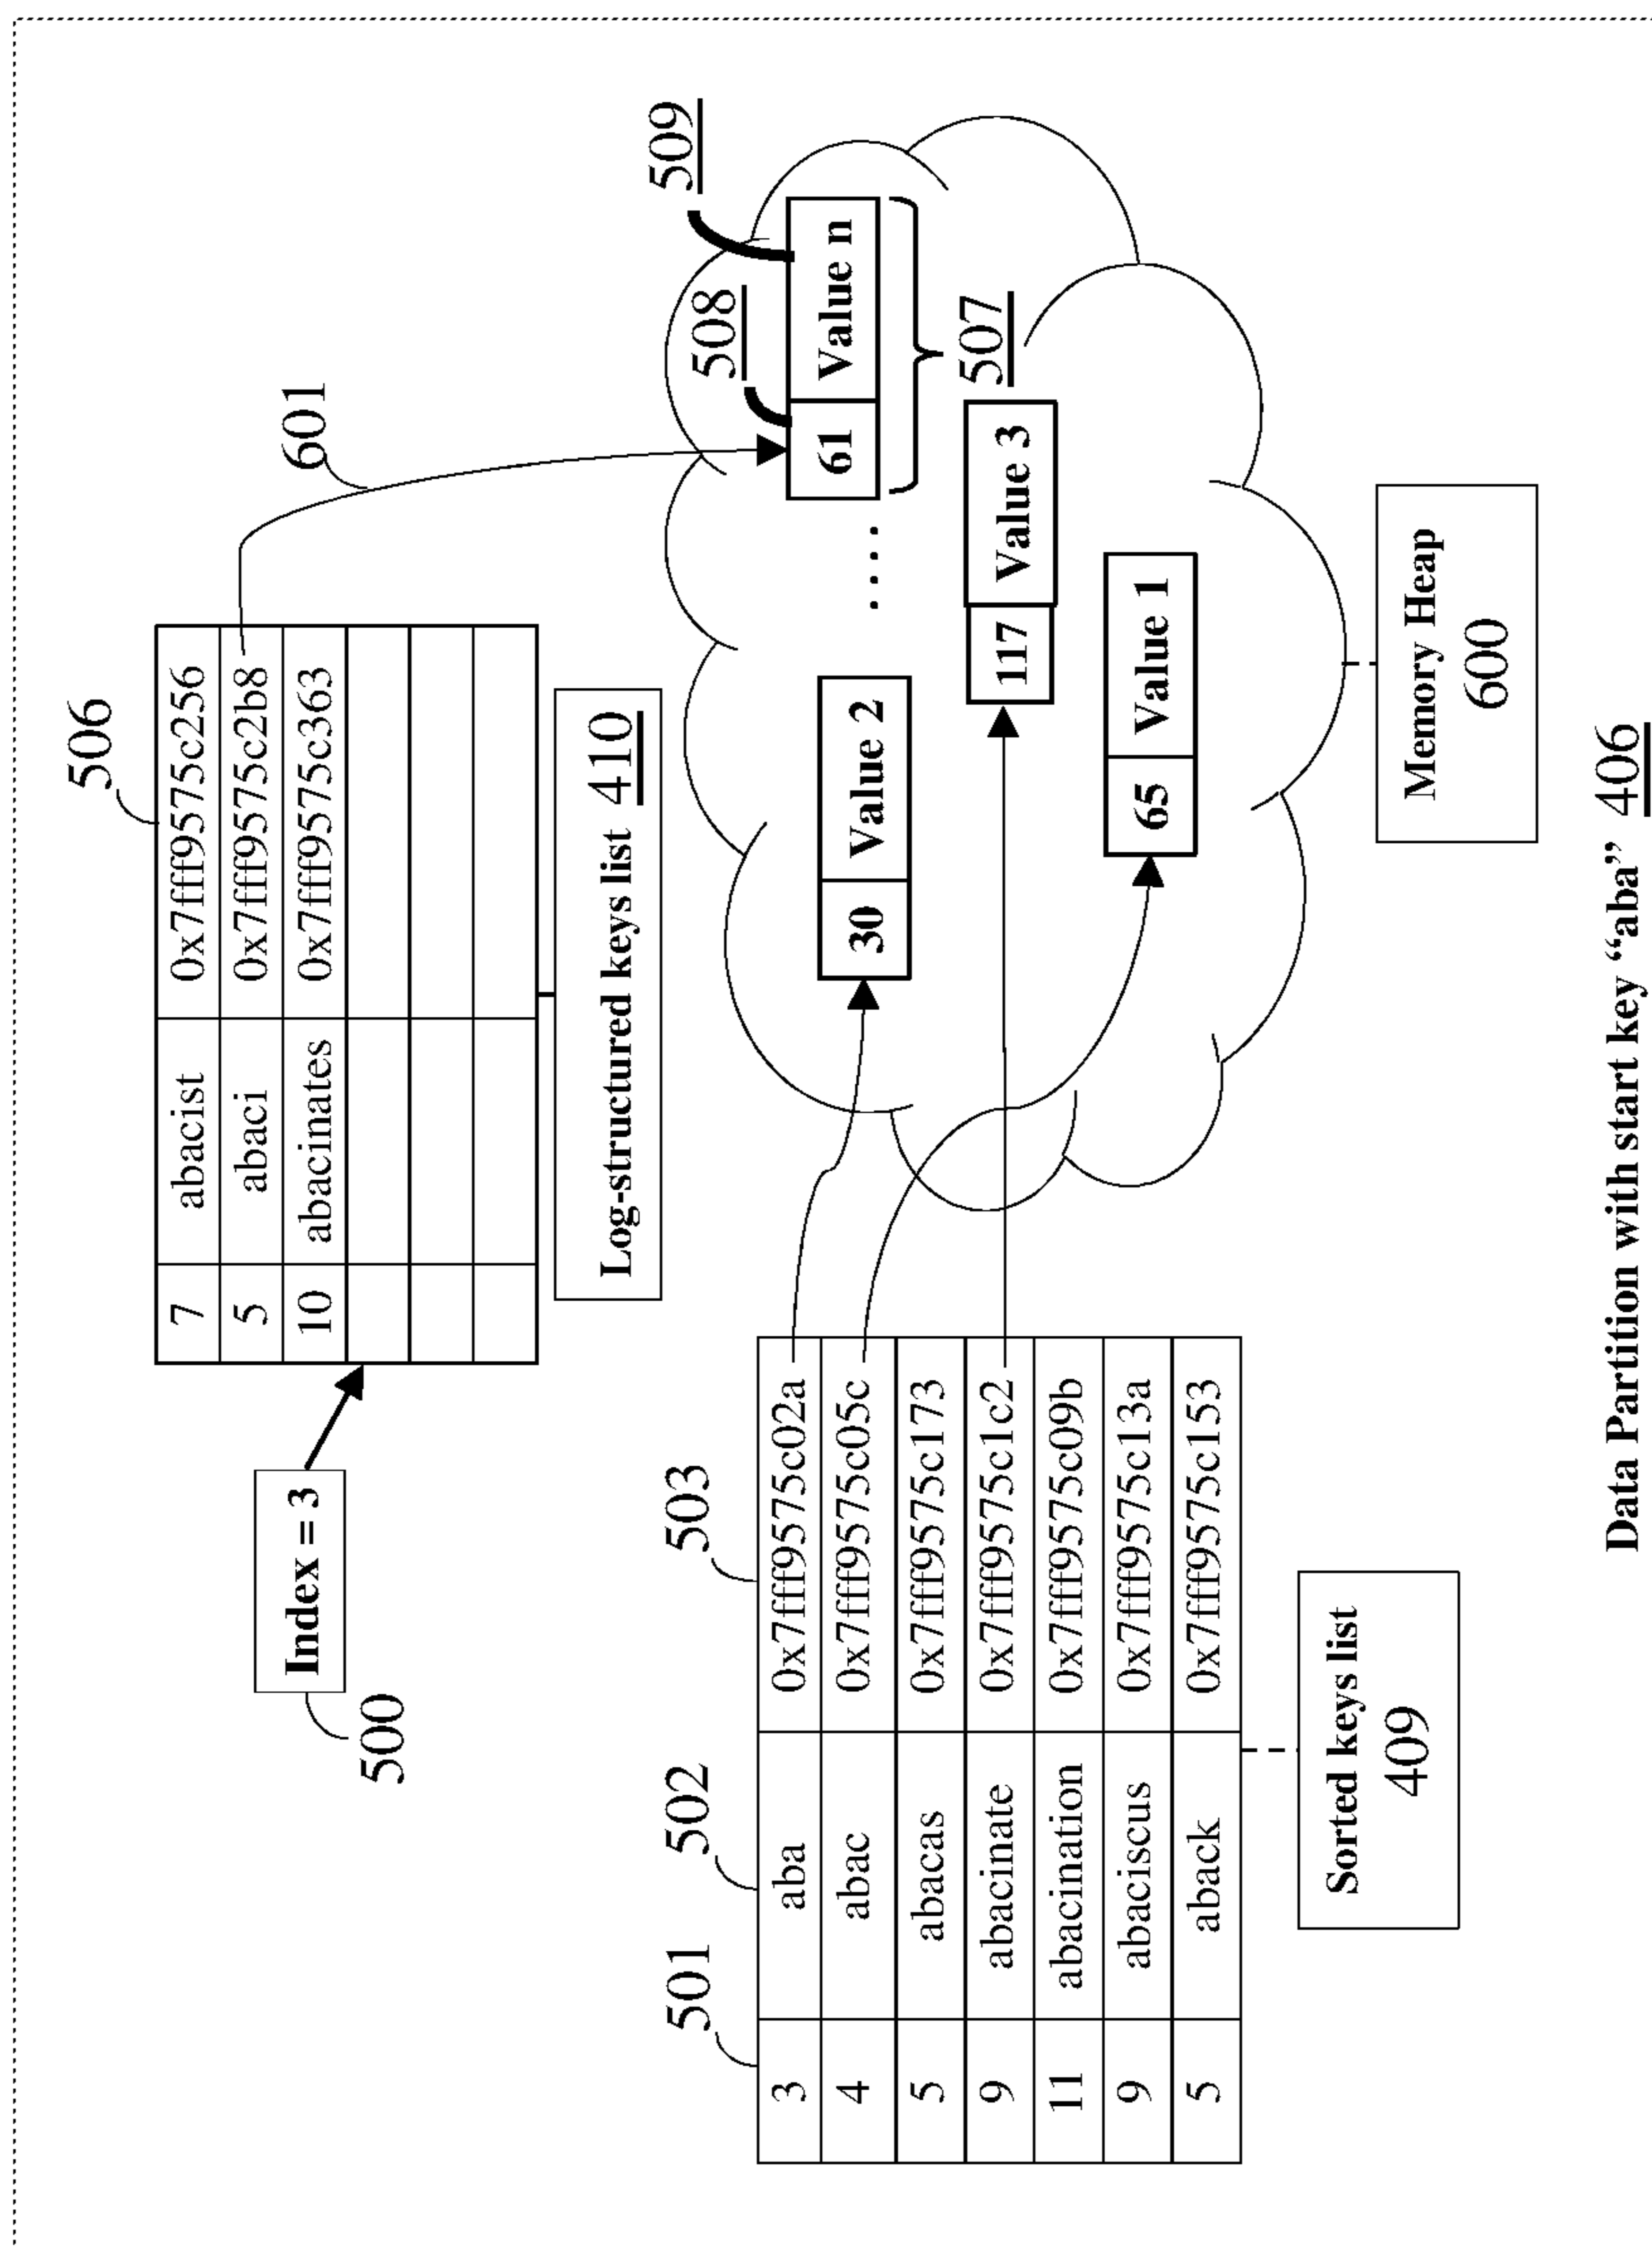 506
7 abacist 0x7fff9575c256
5 abaci 0x7fff9575c2b8
10 abacinates 0x7fff9575c363
Index = 3
500
Log-structured keys list 410
601
509
508
61 Value n
507
30 Value 2
....
117 Value 3
65 Value 1
501
502
503
3 aba 0x7fff9575c02a
4 abac 0x7fff9575c05c
5 abacas 0x7fff9575c173
9 abacinate 0x7fff9575c1c2
11 abacination 0x7fff9575c09b
9 abaciscus 0x7fff9575c13a
5 aback 0x7fff9575c153
Sorted keys list
409
Memory Heap
600
Data Partition with start key “aba” 406